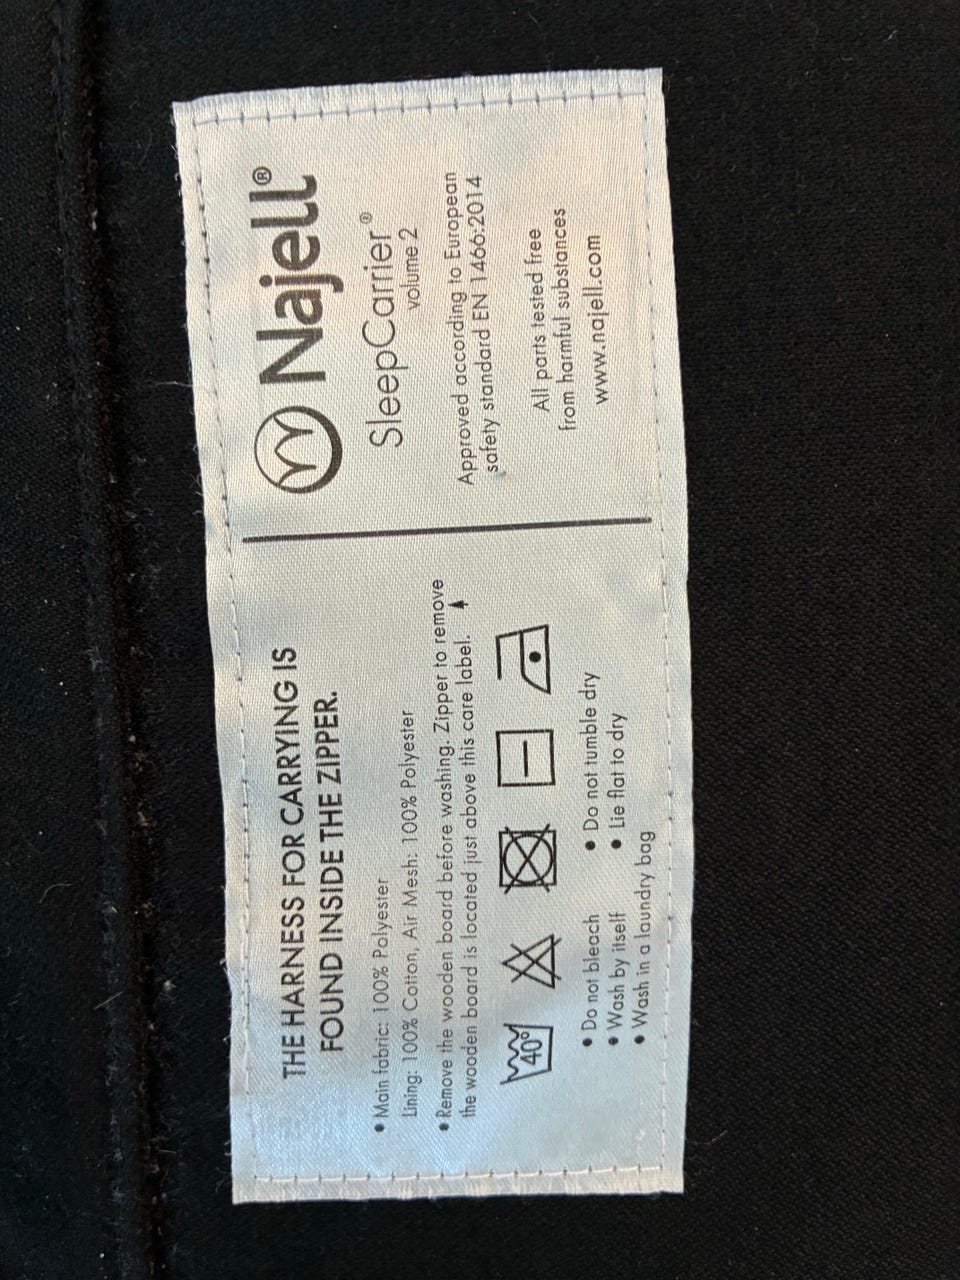 THE HARNESS FOR CARRYING IS
FOUND INSIDE THE ZIPPER.
• Main fabric: 100% Polyester
Lining: 100% Cotton, Air Mesh: 100% Polyester
• Remove the wooden board before washing. Zipper to remove
the wooden board is located just above this care label.
40°
• Do not bleach
• Wash by itself
• Wash in a laundry bag
• Do not tumble dry
• Lie flat to dry
Najell®
SleepCarrier®
volume 2
Approved according to European
safety standard EN 1466:2014
All parts tested free
from harmful substances
www.najell.com